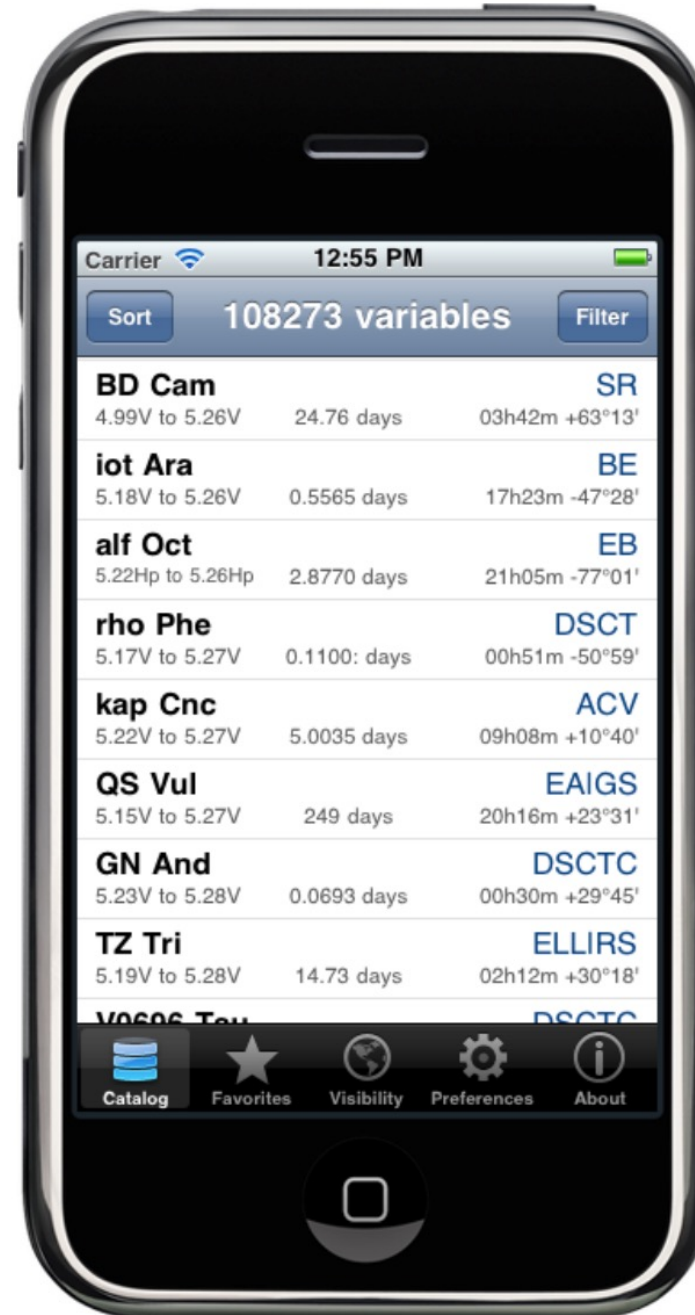 Carrier 12:55 PM
Sort 108273 variables Filter
BD Cam SR
4.99V to 5.26V 24.76 days 03h42m +63°13'
iot Ara BE
5.18V to 5.26V 0.5565 days 17h23m -47°28'
alf Oct EB
5.22Hp to 5.26Hp 2.8770 days 21h05m -77°01'
rho Phe DSCT
5.17V to 5.27V 0.1100: days 00h51m -50°59'
kap Cnc ACV
5.22V to 5.27V 5.0035 days 09h08m +10°40'
QS Vul EAIGS
5.15V to 5.27V 249 days 20h16m +23°31'
GN And DSCTC
5.23V to 5.28V 0.0693 days 00h30m +29°45'
TZ Tri ELLIRS
5.19V to 5.28V 14.73 days 02h12m +30°18'
V0696 Tau DSCTC
Catalog Favorites Visibility Preferences About